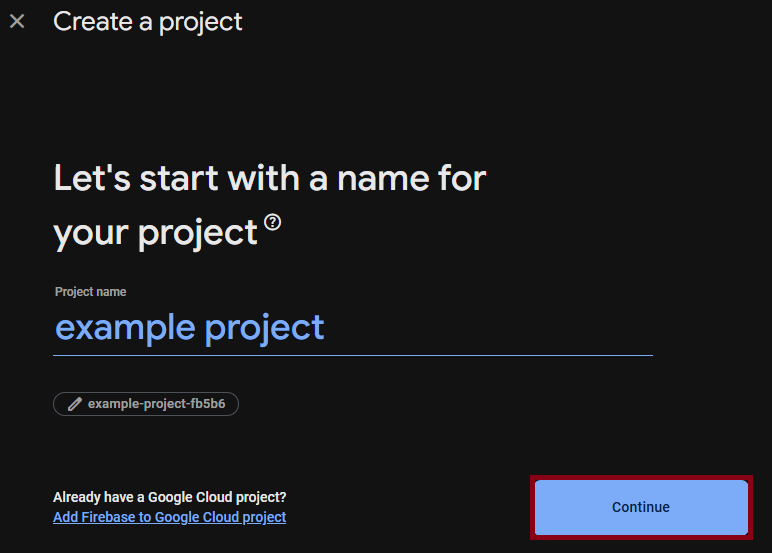 Create a project
Let's start with a name for
your project
Project name
example project
example-project-fb5b6
Already have a Google Cloud project?
Add Firebase to Google Cloud project
Continue